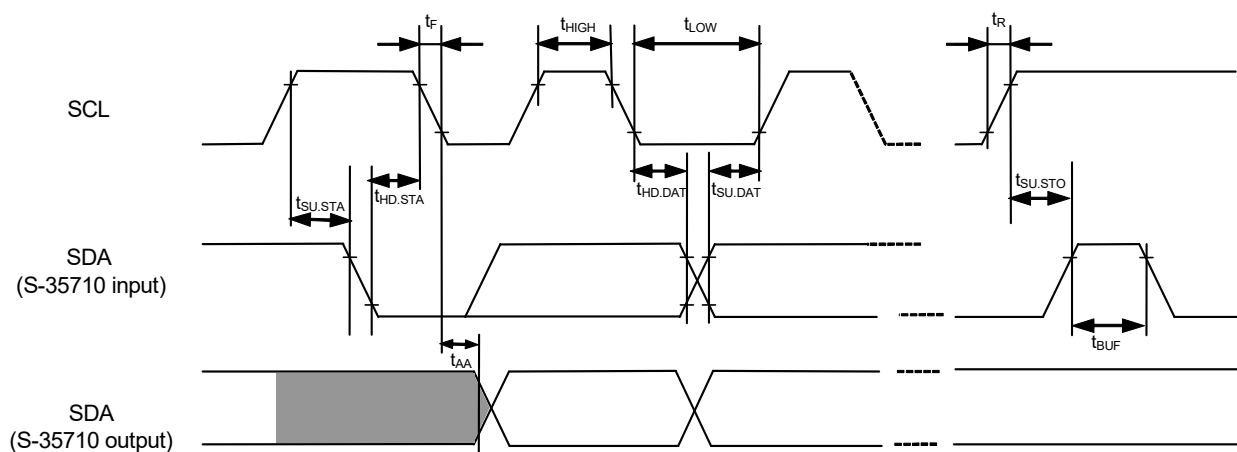 tF
tHIGH
tLOW
tR
SCL
tSU.STA
tHD.STA
tHD.DAT
tSU.DAT
tSU.STO
SDA
(S-35710 input)
tBUF
tAA
SDA
(S-35710 output)